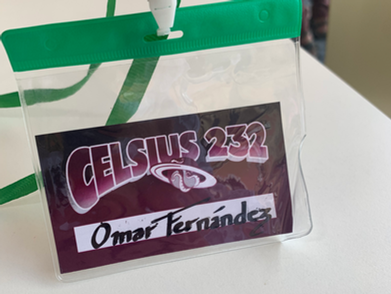 CELSIUS 232
Omar Fernández